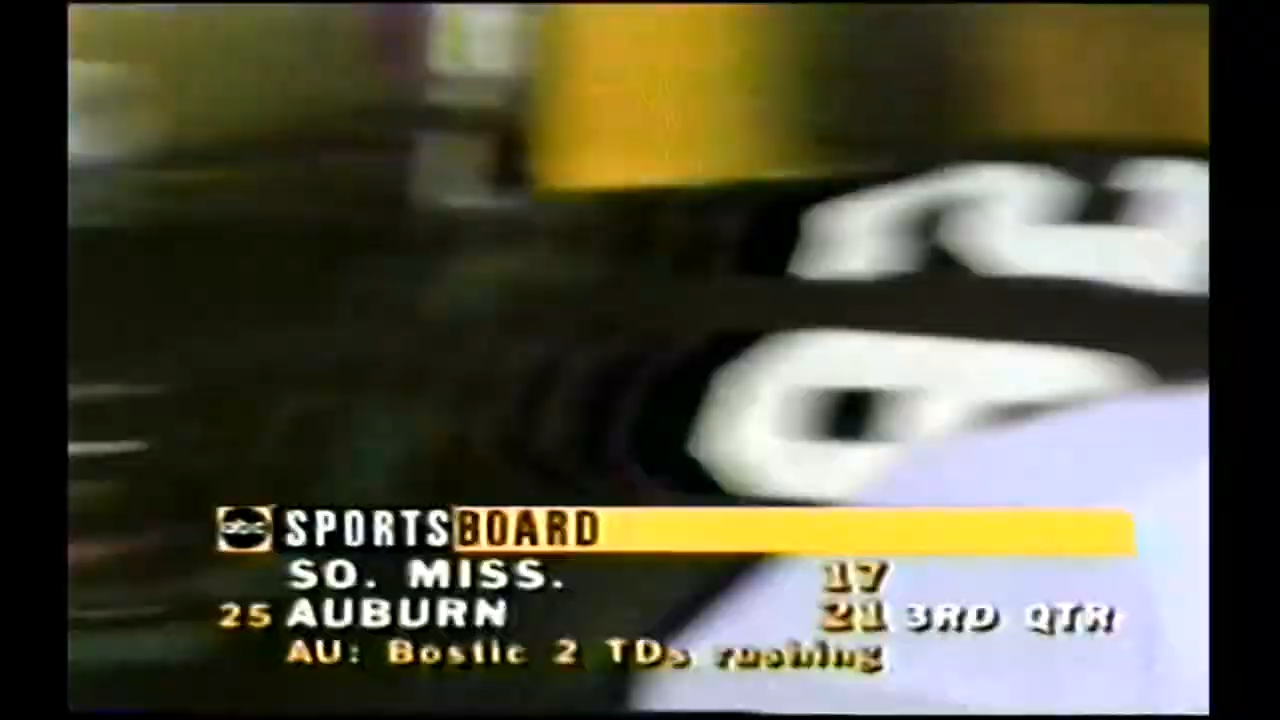 abc SPORTSBOARD
SO. MISS. 17
25 AUBURN 21 3RD QTR
AU: Bostic 2 TDs rushing